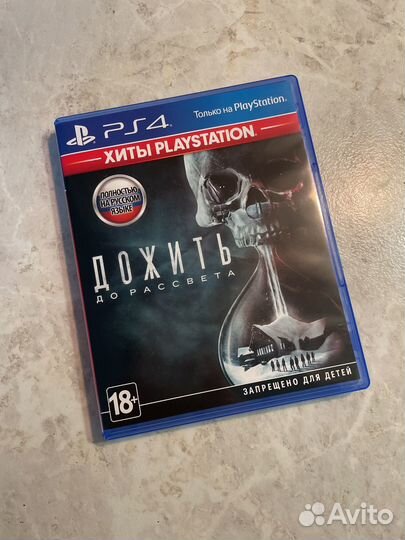 PS4
Только на PlayStation.
ХИТЫ PLAYSTATION
ПОЛНОСТЬЮ
НА РУССКОМ
ЯЗЫКЕ
ДОЖИТЬ
ДО РАССВЕТА
18+
ЗАПРЕЩЕНО ДЛЯ ДЕТЕЙ
Avito